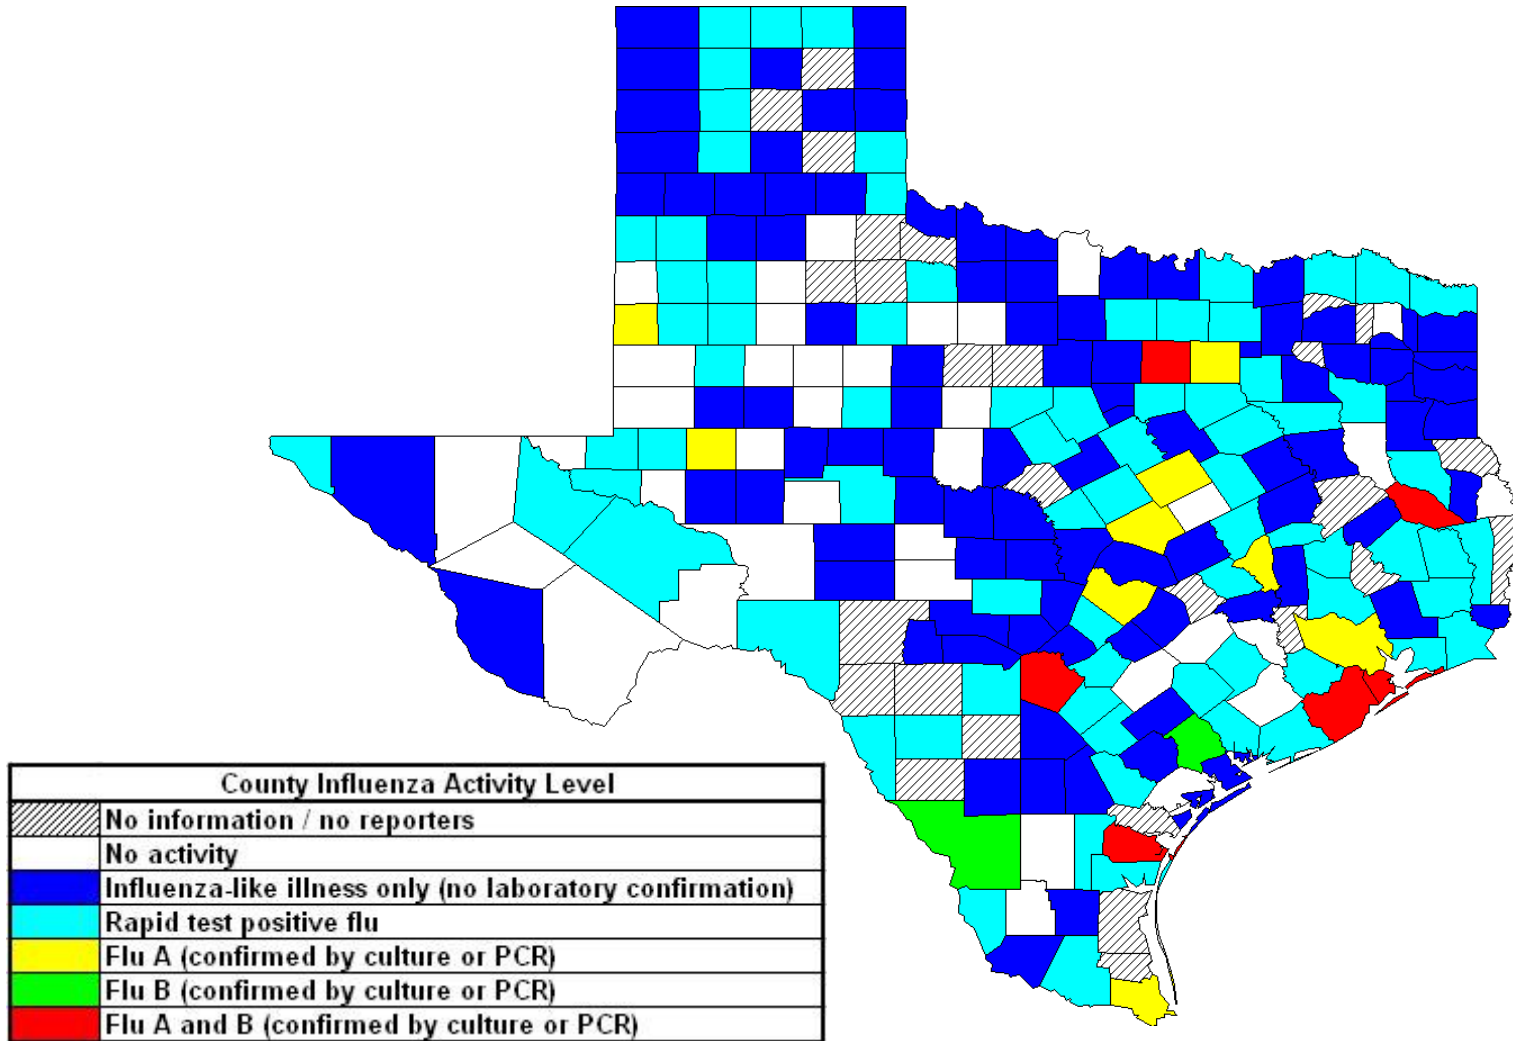 County Influenza Activity Level
No information / no reporters
No activity
Influenza-like illness only (no laboratory confirmation)
Rapid test positive flu
Flu A (confirmed by culture or PCR)
Flu B (confirmed by culture or PCR)
Flu A and B (confirmed by culture or PCR)